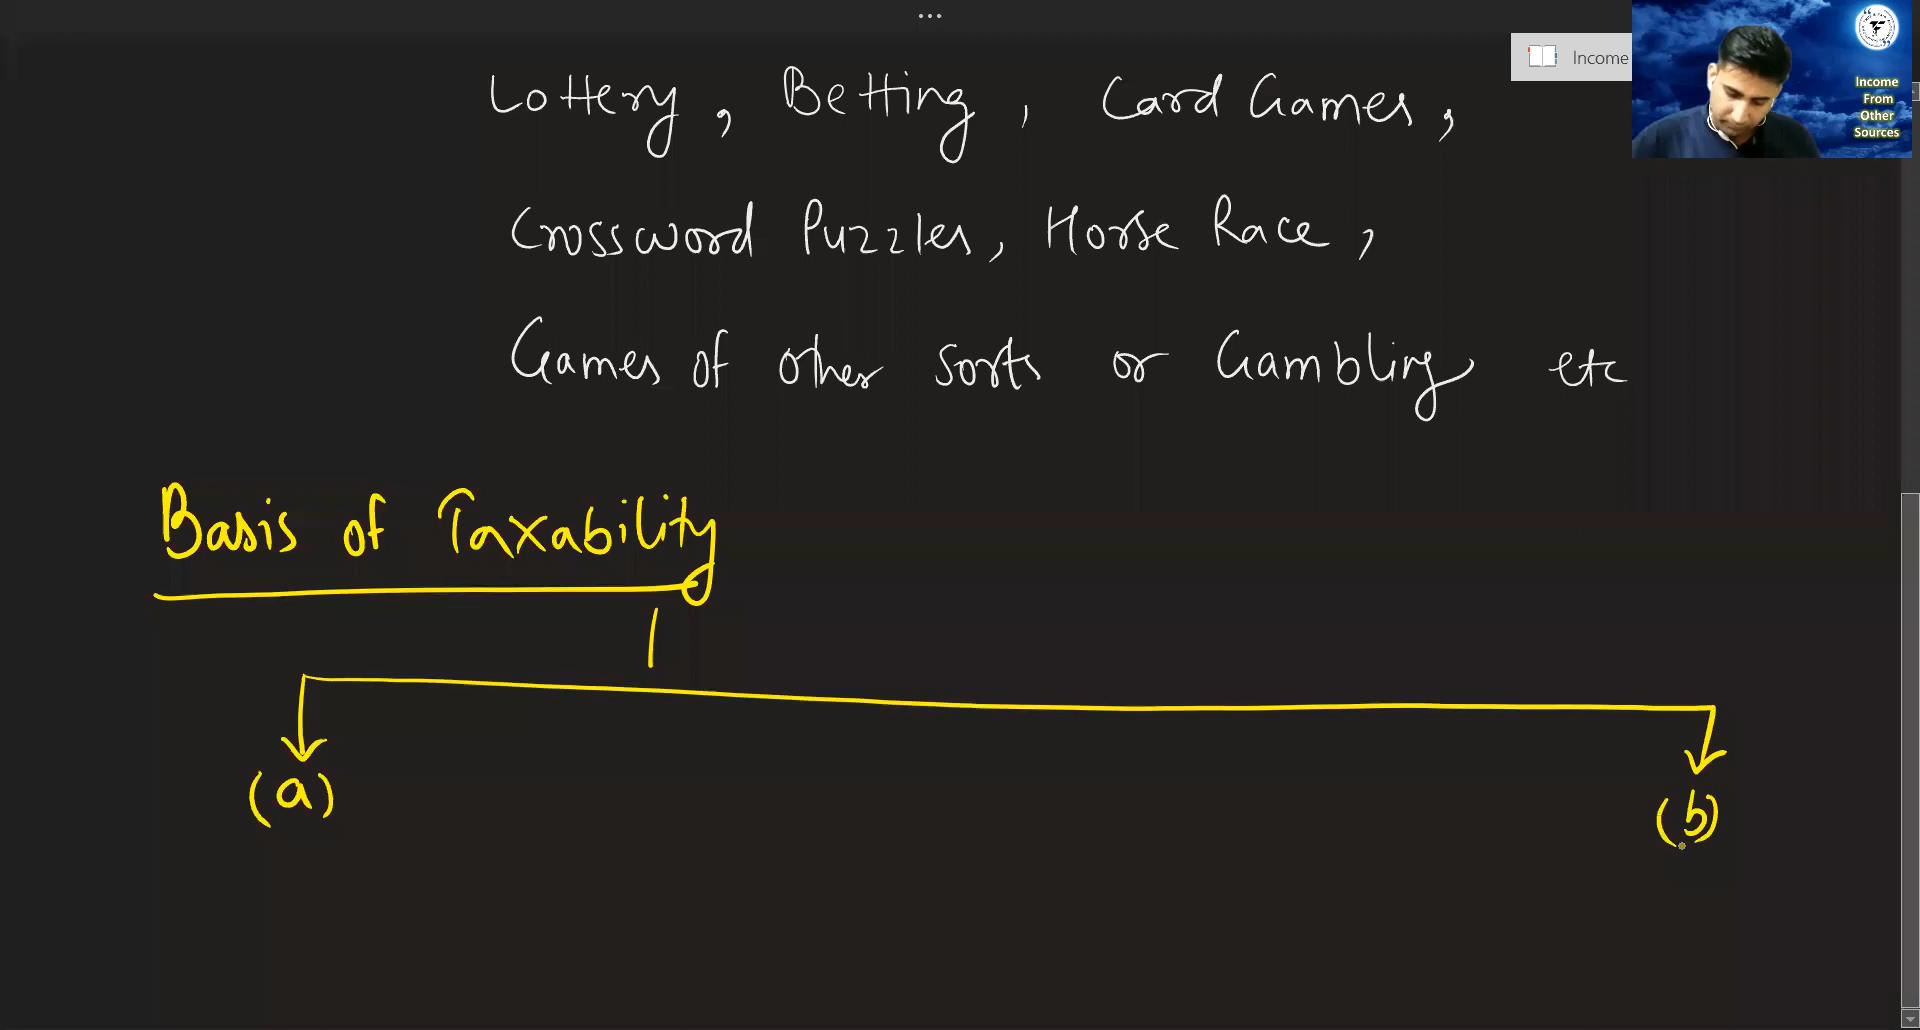 ...
Income
Income
From
Other
Sources
Lottery, Betting, Card Games,
Crossword Puzzles, Horse Race,
Games of other sorts or Gambling etc
Basis of Taxability
(a)
(b)